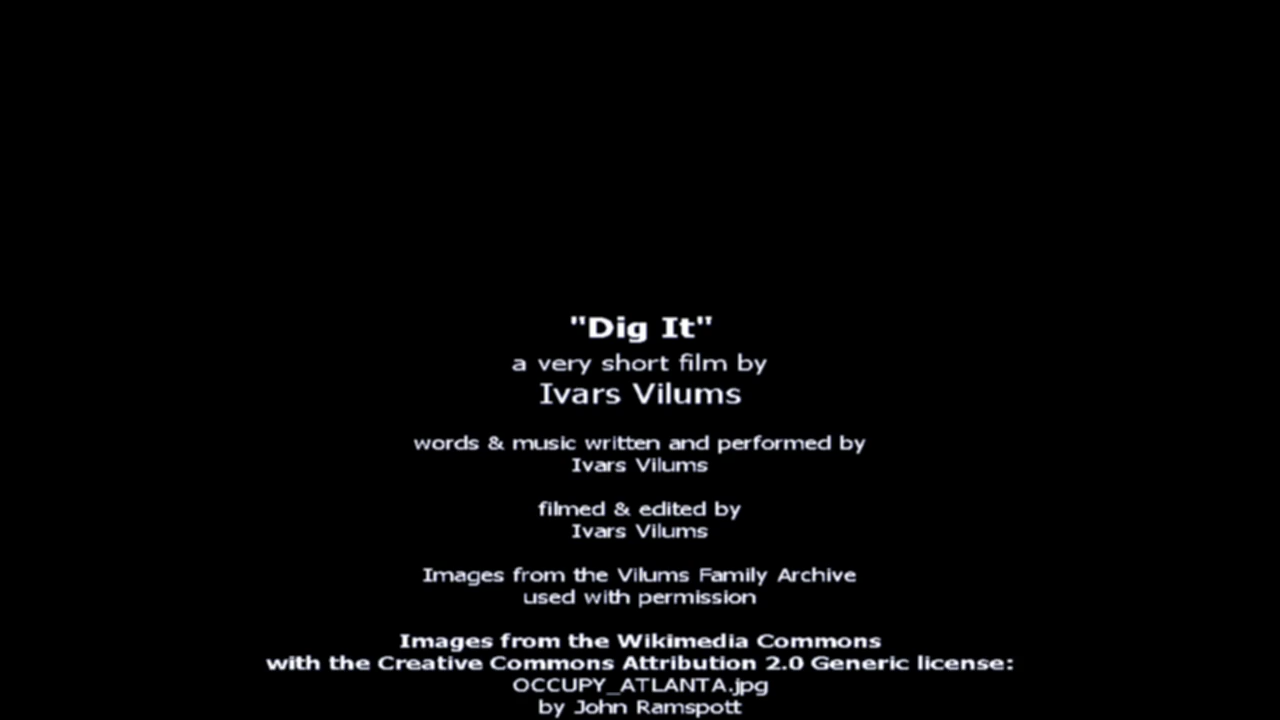 "Dig It"
a very short film by
Ivars Vilums
words & music written and performed by
Ivars Vilums
filmed & edited by
Ivars Vilums
Images from the Vilums Family Archive
used with permission
Images from the Wikimedia Commons
with the Creative Commons Attribution 2.0 Generic license:
OCCUPY_ATLANTA.jpg
by John Ramspott